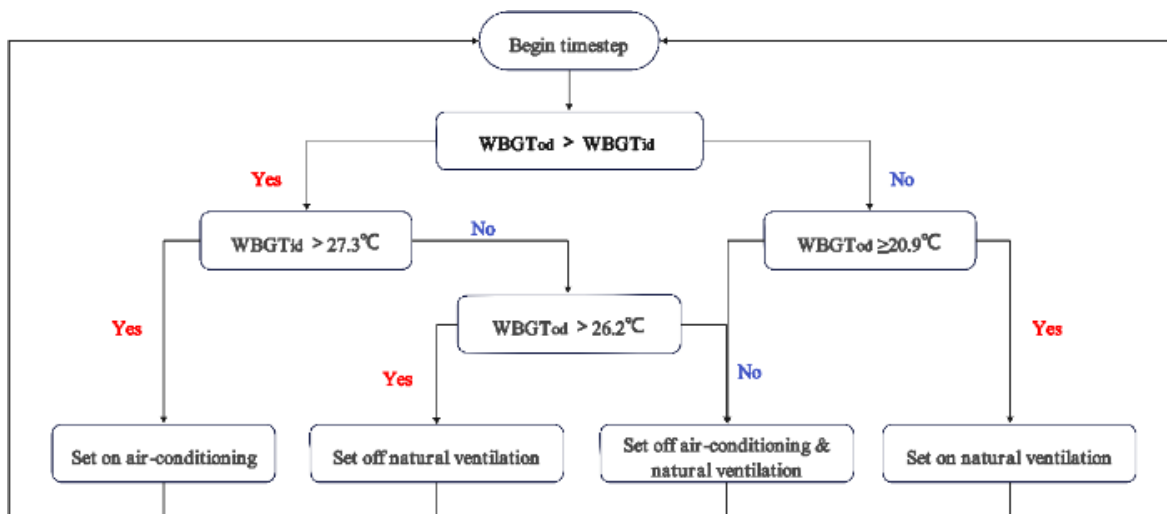 Begin timestep
WBGTod > WBGTid
Yes
No
WBGTid > 27.3℃
No
WBGTod ≥20.9℃
WBGTod > 26.2℃
Yes
Yes
Yes
No
Set on air-conditioning
Set off natural ventilation
Set off air-conditioning &
natural ventilation
Set on natural ventilation